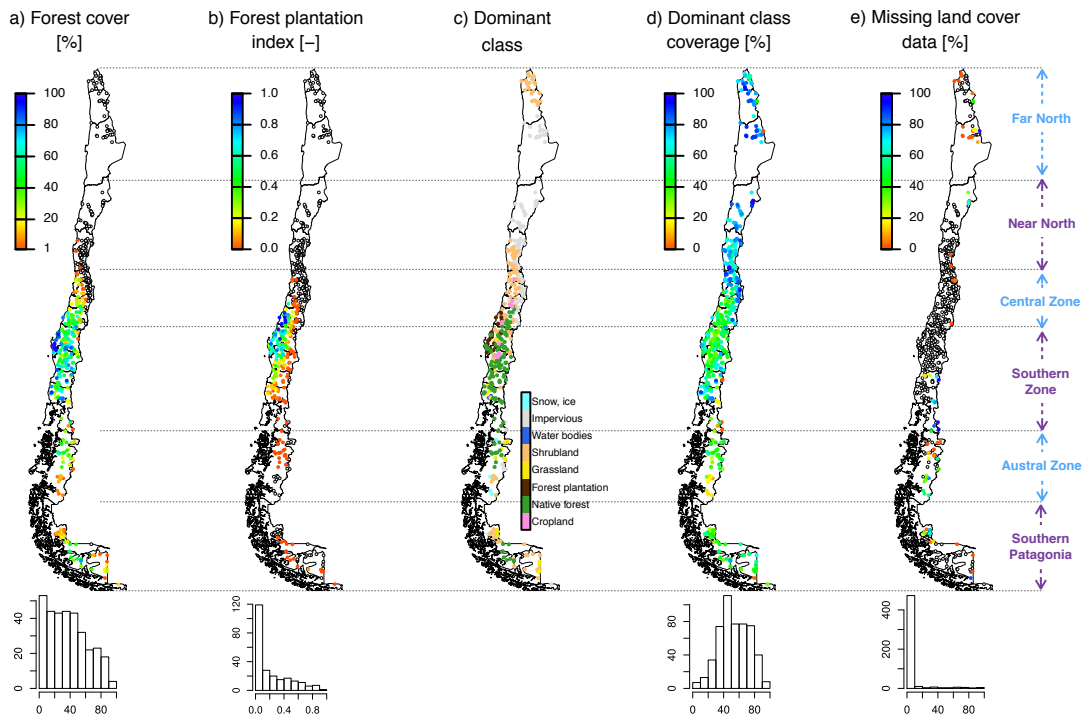 a) Forest cover
[%]
b) Forest plantation
index [−]
c) Dominant
class
d) Dominant class
coverage [%]
e) Missing land cover
data [%]
100
80
60
40
20
1
1.0
0.8
0.6
0.4
0.2
0.0
100
80
60
40
20
0
100
80
60
40
20
0
Far North
Near North
Central Zone
Southern
Zone
Austral Zone
Southern
Patagonia
Snow, ice
Impervious
Water bodies
Shrubland
Grassland
Forest plantation
Native forest
Cropland
0 20 40
0 40 80
0 40 80 120
0.0 0.4 0.8
0 40 80
0 40 80
0 200 400
0 40 80